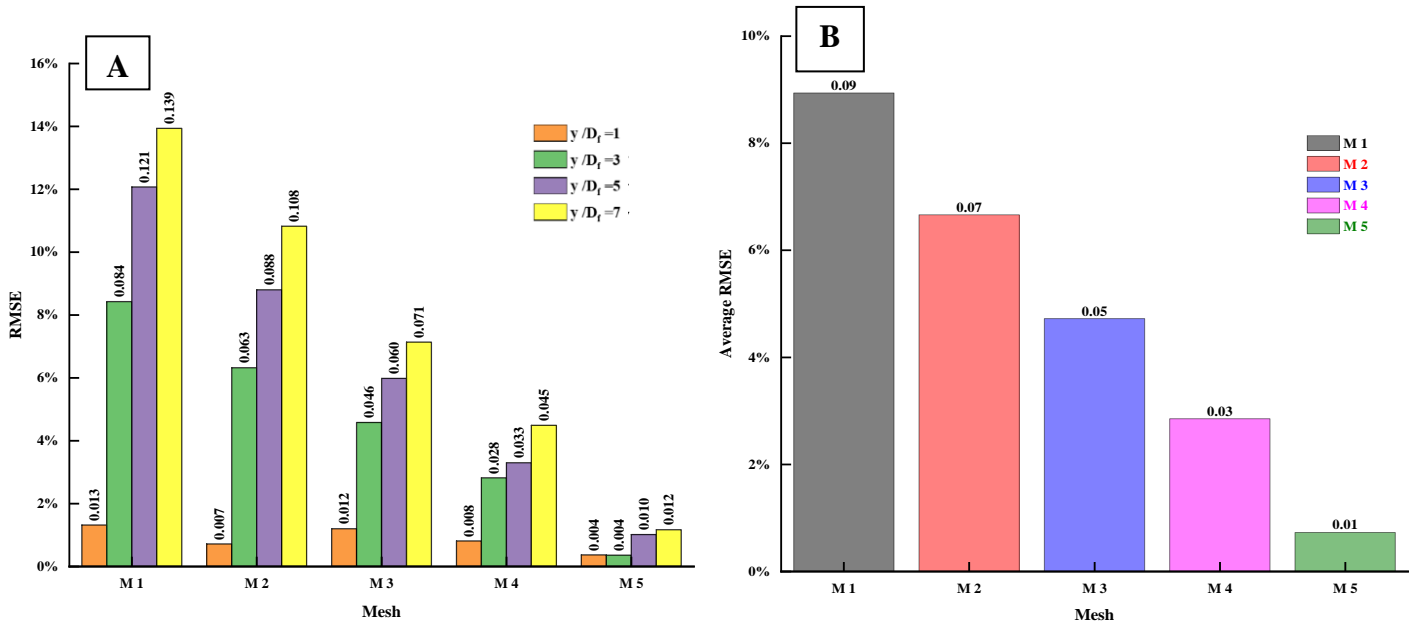 A
16%
14%
12%
10%
8%
6%
4%
2%
0%
RMSE
0.013
0.084
0.121
0.139
0.007
0.063
0.088
0.108
0.012
0.046
0.060
0.071
0.008
0.028
0.033
0.045
0.004
0.004
0.010
0.012
y /Df =1
y /Df =3
y /Df =5
y /Df =7
M 1
M 2
M 3
M 4
M 5
Mesh
B
10%
8%
6%
4%
2%
0%
Average RMSE
0.09
0.07
0.05
0.03
0.01
M 1
M 2
M 3
M 4
M 5
M 1
M 2
M 3
M 4
M 5
Mesh